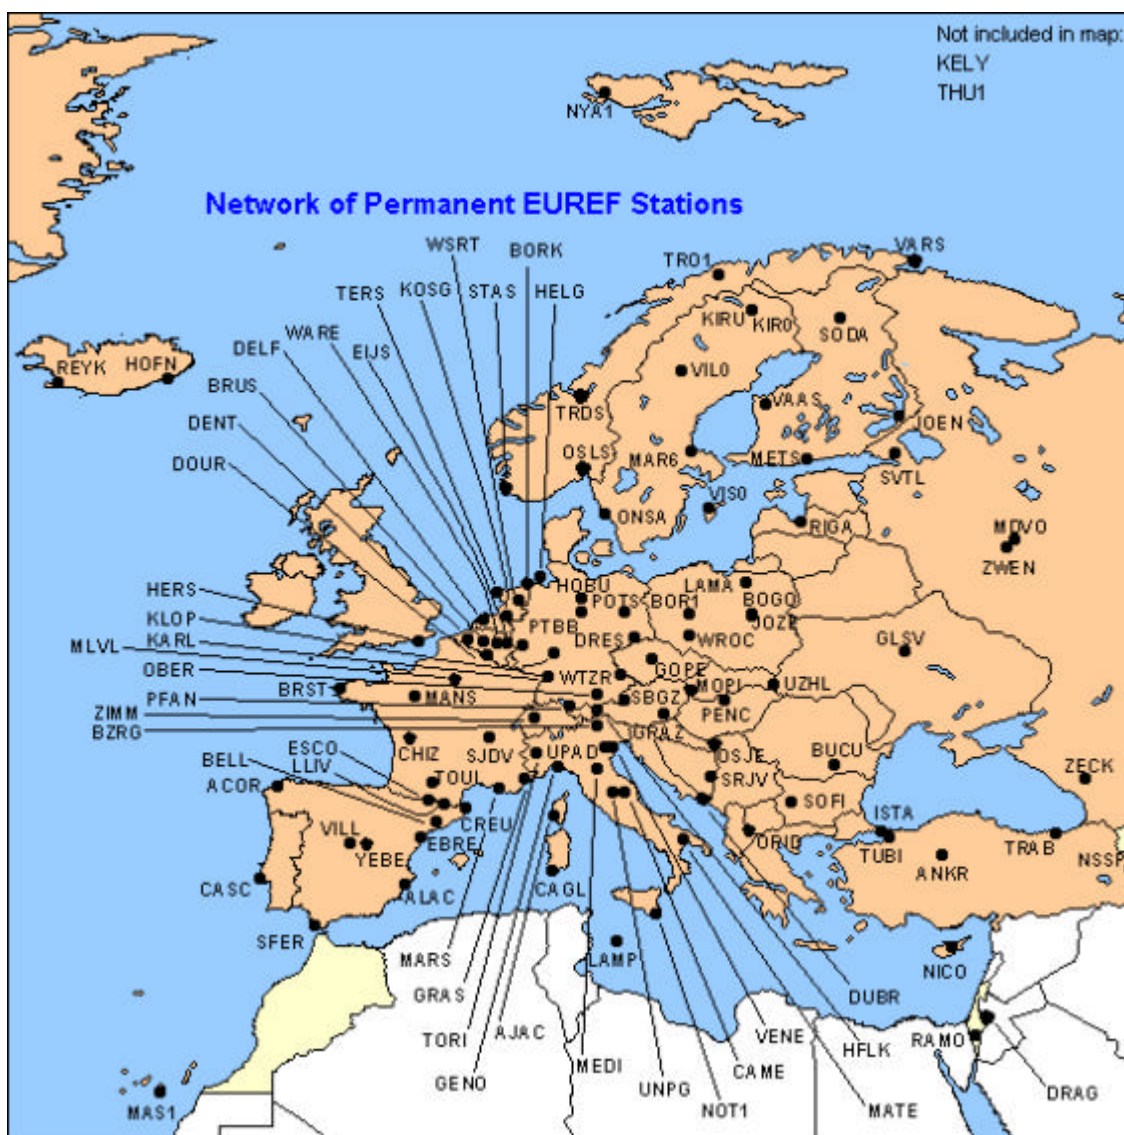 Not included in map:
KELY
THU1
NYA1
Network of Permanent EUREF Stations
WSRT
BORK
VARS
TRO1
TERS
KOSG
STAS
HELG
WARE
KIRU
KIR0
SODA
DELF
EIJS
REYK
HOFN
VIL0
BRUS
VAAS
TRDS
DENT
JOEN
DOUR
OSLS
MAR6
METS
SVTL
VIS0
ONSA
RIGA
MDVO
ZWEN
HERS
HOBU
LAMA
KLOP
POTS
BOR1
BOGO
JOZE
KARL
PTBB
DRES
WROC
GLSV
MLVL
OBER
WTZR
GOPE
MOPI
UZHL
BRST
MANS
PFAN
SBGZ
PENC
ZIMM
BZRG
GRAZ
CHIZ
SJDV
UPAD
OSJE
BUCU
ESCO
LLIV
BELL
TOUL
SRJV
ZECK
ACOR
SOFI
ISTA
CREU
VILL
YEBE
EBRE
ORID
TUBI
TRAB
NSSP
ANKR
CASC
ALAC
CAGL
SFER
MARS
LAMP
NICO
GRAS
DUBR
TORI
AJAC
VENE
HFLK
RAMO
GENO
MEDI
CAME
UNPG
DRAG
MAS1
NOT1
MATE